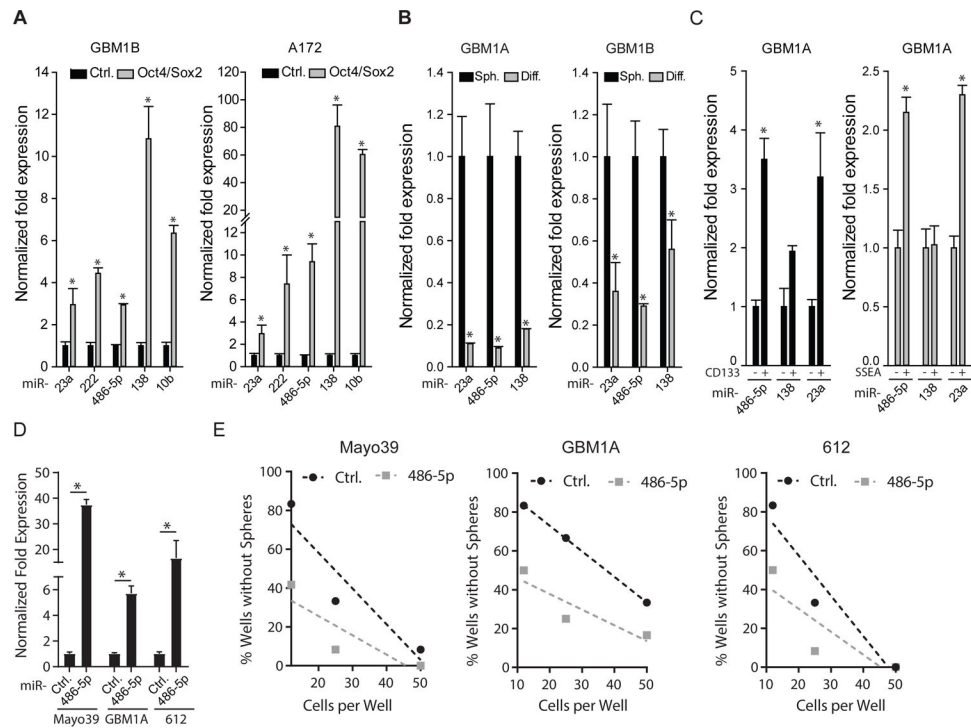 A
GBM1B
Ctrl. Oct4/Sox2
Normalized fold expression
14
12
10
8
6
4
2
0
miR- 23a 222 486-5p 138 10b
* * * * *
A172
Ctrl. Oct4/Sox2
Normalized fold expression
120
100
80
60
40
20
10
8
6
4
2
0
miR- 23a 222 486-5p 138 10b
* * * * *
B
GBM1A
Sph. Diff.
Normalized fold expression
1.4
1.2
1.0
0.8
0.6
0.4
0.2
0
miR- 23a 486-5p 138
* * *
GBM1B
Sph. Diff.
Normalized fold expression
1.4
1.2
1.0
0.8
0.6
0.4
0.2
0
miR- 23a 486-5p 138
* * *
C
GBM1A
Normalized fold expression
5
4
3
2
1
0
* *
CD133 - + - + - +
miR- 486-5p 138 23a
GBM1A
Normalized fold expression
2.5
2.0
1.5
1.0
0.5
0.0
* *
SSEA - + - + - +
miR- 486-5p 138 23a
D
Normalized Fold Expression
40
30
20
10
6
4
2
0
* * *
miR- Ctrl. 486-5p Ctrl. 486-5p Ctrl. 486-5p
Mayo39 GBM1A 612
E
Mayo39
Ctrl. 486-5p
% Wells without Spheres
100
80
60
40
20
0
20 30 40 50
Cells per Well
GBM1A
Ctrl. 486-5p
% Wells without Spheres
100
80
60
40
20
0
10 20 30 40 50
Cells per Well
612
Ctrl. 486-5p
% Wells without Spheres
100
80
60
40
20
0
10 20 30 40 50
Cells per Well